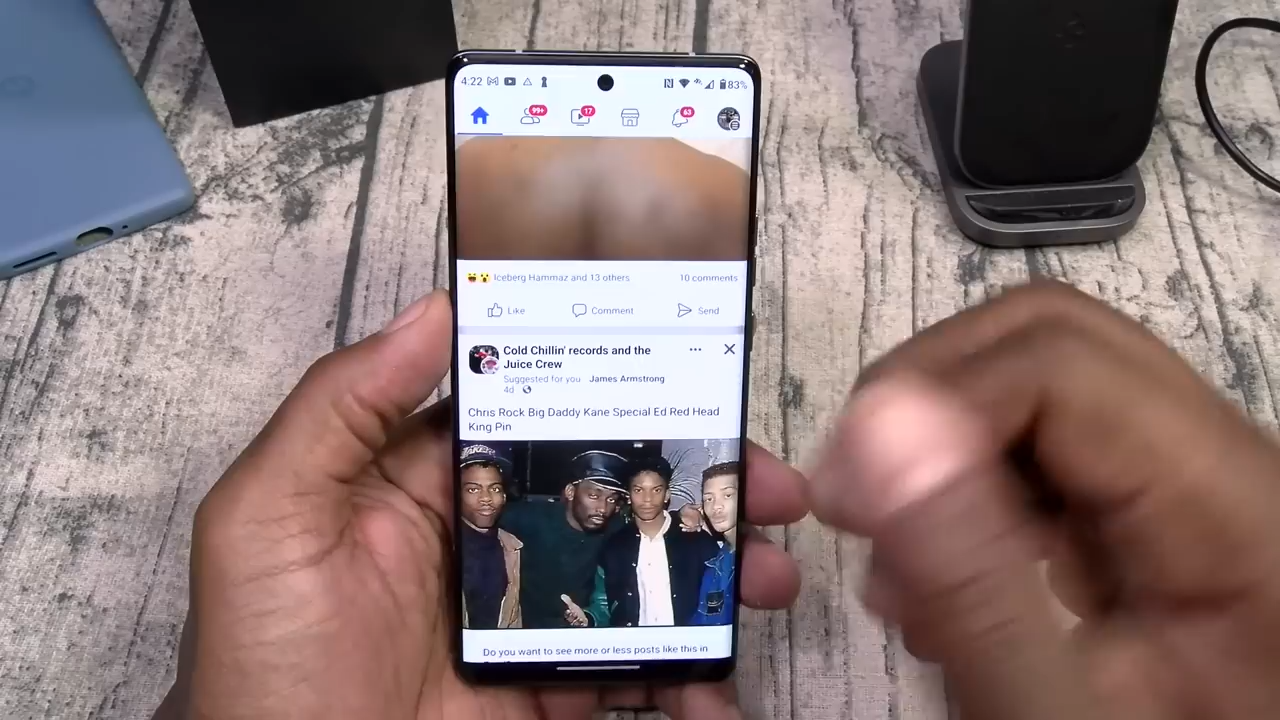 4:22
83%
99+
17
63
Iceberg Hammaz and 13 others 10 comments
Like Comment Send
Cold Chillin' records and the
Juice Crew
Suggested for you James Armstrong
4d
Chris Rock Big Daddy Kane Special Ed Red Head
King Pin
Do you want to see more or less posts like this in